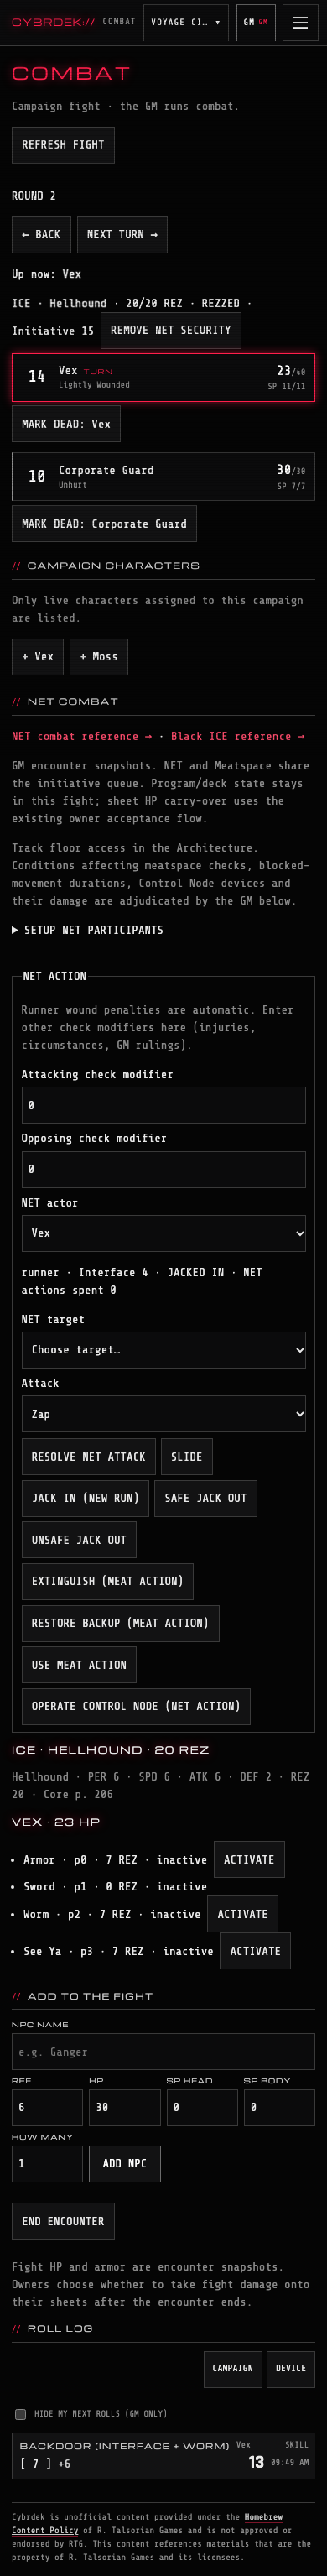 CYBRDEK:// COMBAT VOYAGE CI… ▾ GM GM
COMBAT
Campaign fight · the GM runs combat.
REFRESH FIGHT
ROUND 2
← BACK NEXT TURN →
Up now: Vex
ICE · Hellhound · 20/20 REZ · REZZED ·
Initiative 15 REMOVE NET SECURITY
14 Vex TURN 23/40
Lightly Wounded SP 11/11
MARK DEAD: Vex
10 Corporate Guard 30/30
Unhurt SP 7/7
MARK DEAD: Corporate Guard
// CAMPAIGN CHARACTERS
Only live characters assigned to this campaign
are listed.
+ Vex + Moss
// NET COMBAT
NET combat reference → · Black ICE reference →
GM encounter snapshots. NET and Meatspace share
the initiative queue. Program/deck state stays
in this fight; sheet HP carry-over uses the
existing owner acceptance flow.
Track floor access in the Architecture.
Conditions affecting meatspace checks, blocked-
movement durations, Control Node devices and
their damage are adjudicated by the GM below.
▶ SETUP NET PARTICIPANTS
NET ACTION
Runner wound penalties are automatic. Enter
other check modifiers here (injuries,
circumstances, GM rulings).
Attacking check modifier
0
Opposing check modifier
0
NET actor
Vex
runner · Interface 4 · JACKED IN · NET
actions spent 0
NET target
Choose target…
Attack
Zap
RESOLVE NET ATTACK SLIDE
JACK IN (NEW RUN) SAFE JACK OUT
UNSAFE JACK OUT
EXTINGUISH (MEAT ACTION)
RESTORE BACKUP (MEAT ACTION)
USE MEAT ACTION
OPERATE CONTROL NODE (NET ACTION)
ICE · HELLHOUND · 20 REZ
Hellhound · PER 6 · SPD 6 · ATK 6 · DEF 2 · REZ
20 · Core p. 206
VEX · 23 HP
• Armor · p0 · 7 REZ · inactive ACTIVATE
• Sword · p1 · 0 REZ · inactive
• Worm · p2 · 7 REZ · inactive ACTIVATE
• See Ya · p3 · 7 REZ · inactive ACTIVATE
// ADD TO THE FIGHT
NPC NAME
e.g. Ganger
REF HP SP HEAD SP BODY
6 30 0 0
HOW MANY
1 ADD NPC
END ENCOUNTER
Fight HP and armor are encounter snapshots.
Owners choose whether to take fight damage onto
their sheets after the encounter ends.
// ROLL LOG
CAMPAIGN DEVICE
HIDE MY NEXT ROLLS (GM ONLY)
BACKDOOR (INTERFACE + WORM) Vex SKILL
[ 7 ] +6 13 09:49 AM
Cybrdek is unofficial content provided under the Homebrew
Content Policy of R. Talsorian Games and is not approved or
endorsed by RTG. This content references materials that are the
property of R. Talsorian Games and its licensees.